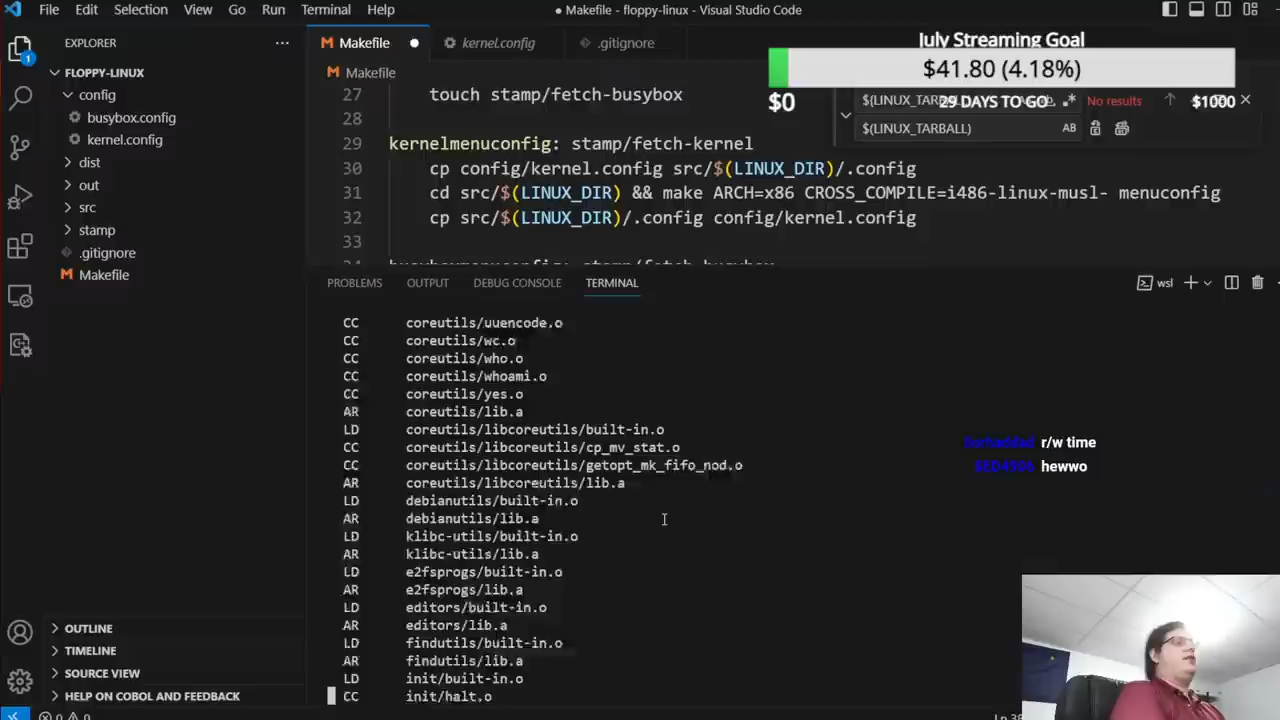 File Edit Selection View Go Run Terminal Help
● Makefile - floppy-linux - Visual Studio Code
EXPLORER
FLOPPY-LINUX
config
busybox.config
kernel.config
dist
out
src
stamp
.gitignore
Makefile
OUTLINE
TIMELINE
SOURCE VIEW
HELP ON COBOL AND FEEDBACK
Makefile kernel.config .gitignore
Makefile
27 touch stamp/fetch-busybox
28
29 kernelmenuconfig: stamp/fetch-kernel
30 cp config/kernel.config src/$(LINUX_DIR)/.config
31 cd src/$(LINUX_DIR) && make ARCH=x86 CROSS_COMPILE=i486-linux-musl- menuconfig
32 cp src/$(LINUX_DIR)/.config config/kernel.config
33
July Streaming Goal
$41.80 (4.18%)
$0 29 DAYS TO GO $1000
No results
$(LINUX_TARBALL)
AB
PROBLEMS OUTPUT DEBUG CONSOLE TERMINAL
wsl
CC coreutils/uuencode.o
CC coreutils/wc.o
CC coreutils/who.o
CC coreutils/whoami.o
CC coreutils/yes.o
AR coreutils/lib.a
LD coreutils/libcoreutils/built-in.o
CC coreutils/libcoreutils/cp_mv_stat.o
CC coreutils/libcoreutils/getopt_mk_fifo_nod.o
AR coreutils/libcoreutils/lib.a
LD debianutils/built-in.o
AR debianutils/lib.a
LD klibc-utils/built-in.o
AR klibc-utils/lib.a
LD e2fsprogs/built-in.o
AR e2fsprogs/lib.a
LD editors/built-in.o
AR editors/lib.a
LD findutils/built-in.o
AR findutils/lib.a
LD init/built-in.o
CC init/halt.o
r/w time
SED4906 hewwo